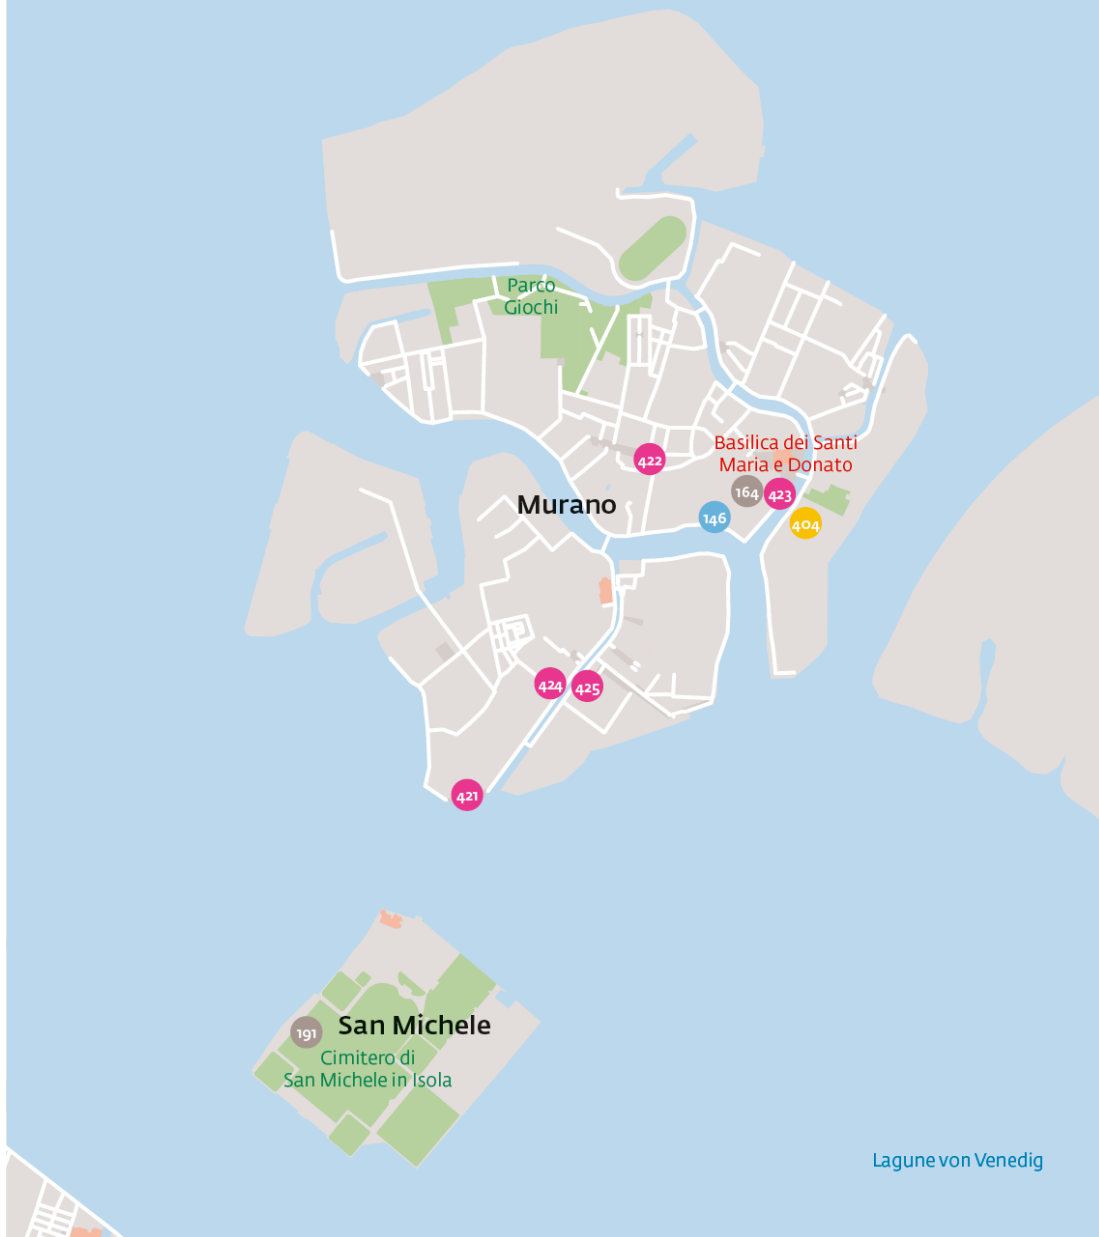 Parco
Giochi
Basilica dei Santi
Maria e Donato
422
164
423
Murano
146
404
424
425
421
191
San Michele
Cimitero di
San Michele in Isola
Lagune von Venedig